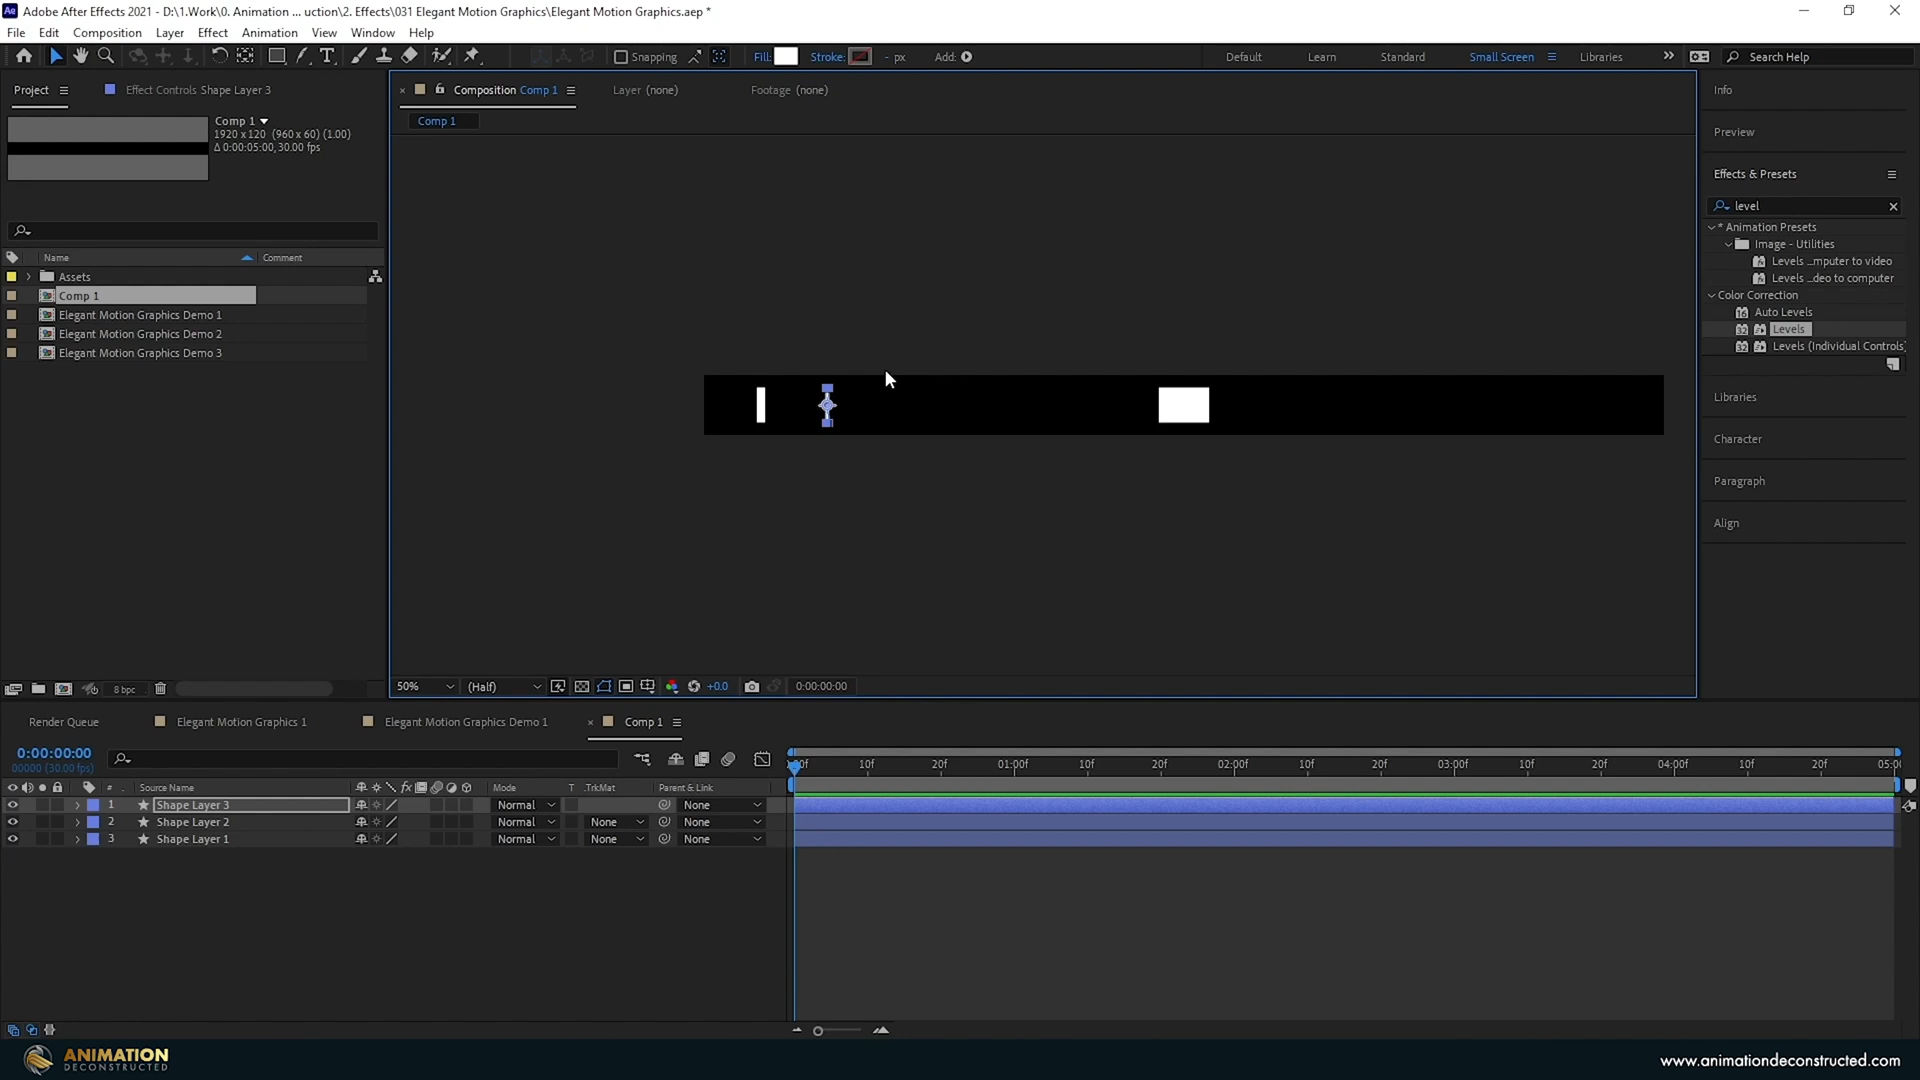 Adobe After Effects 2021 - D:\1.Work\0. Animation ... uction\2. Effects\031 Elegant Motion Graphics\Elegant Motion Graphics.aep *
File Edit Composition Layer Effect Animation View Window Help
Snapping Fill: Stroke: - px Add: Default Learn Standard Small Screen Libraries Search Help
Project Effect Controls Shape Layer 3
Composition Comp 1 Layer (none) Footage (none)
Comp 1
Comp 1
1920 x 120 (960 x 60) (1.00)
Δ 0:00:05:00, 30.00 fps
Name Comment
Assets
Comp 1
Elegant Motion Graphics Demo 1
Elegant Motion Graphics Demo 2
Elegant Motion Graphics Demo 3
8 bpc
50% (Half) +0.0 0:00:00:00
Info
Preview
Effects & Presets
level
* Animation Presets
Image - Utilities
Levels ...mputer to video
Levels ...deo to computer
Color Correction
16 Auto Levels
32 Levels
32 Levels (Individual Controls)
Libraries
Character
Paragraph
Align
Render Queue Elegant Motion Graphics 1 Elegant Motion Graphics Demo 1 Comp 1
0:00:00:00
00000 (30.00 fps)
10f 20f 01:00f 10f 20f 02:00f 10f 20f 03:00f 10f 20f 04:00f 10f 20f 05:0
# Source Name Mode T .TrkMat Parent & Link
1 Shape Layer 3 Normal None
2 Shape Layer 2 Normal None None
3 Shape Layer 1 Normal None None
ANIMATION
DECONSTRUCTED
www.animationdeconstructed.com